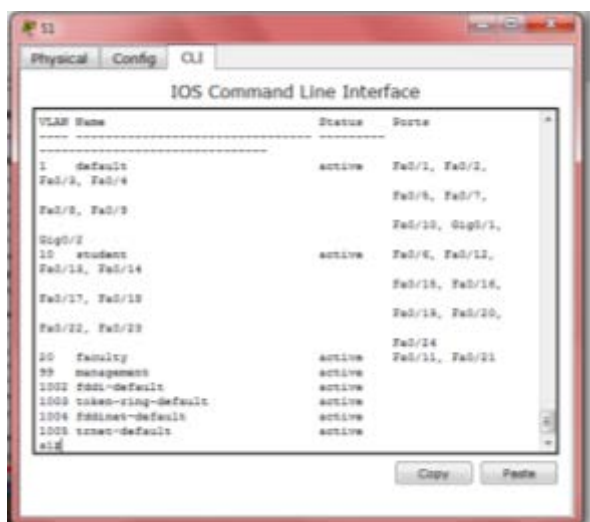 S1
Physical Config CLI
IOS Command Line Interface
VLAN Name Status Ports
---- -------------------------------- --------- -------------------------------
1 default active Fa0/1, Fa0/2,
Fa0/3, Fa0/4
Fa0/5, Fa0/7,
Fa0/8, Fa0/9
Fa0/10, Gig0/1,
Gig0/2
10 student active Fa0/6, Fa0/12,
Fa0/13, Fa0/14
Fa0/15, Fa0/16,
Fa0/17, Fa0/18
Fa0/19, Fa0/20,
Fa0/22, Fa0/23
Fa0/24
20 faculty active Fa0/11, Fa0/21
99 management active
1002 fddi-default active
1003 token-ring-default active
1004 fddinet-default active
1005 trnet-default active
s1#
Copy Paste